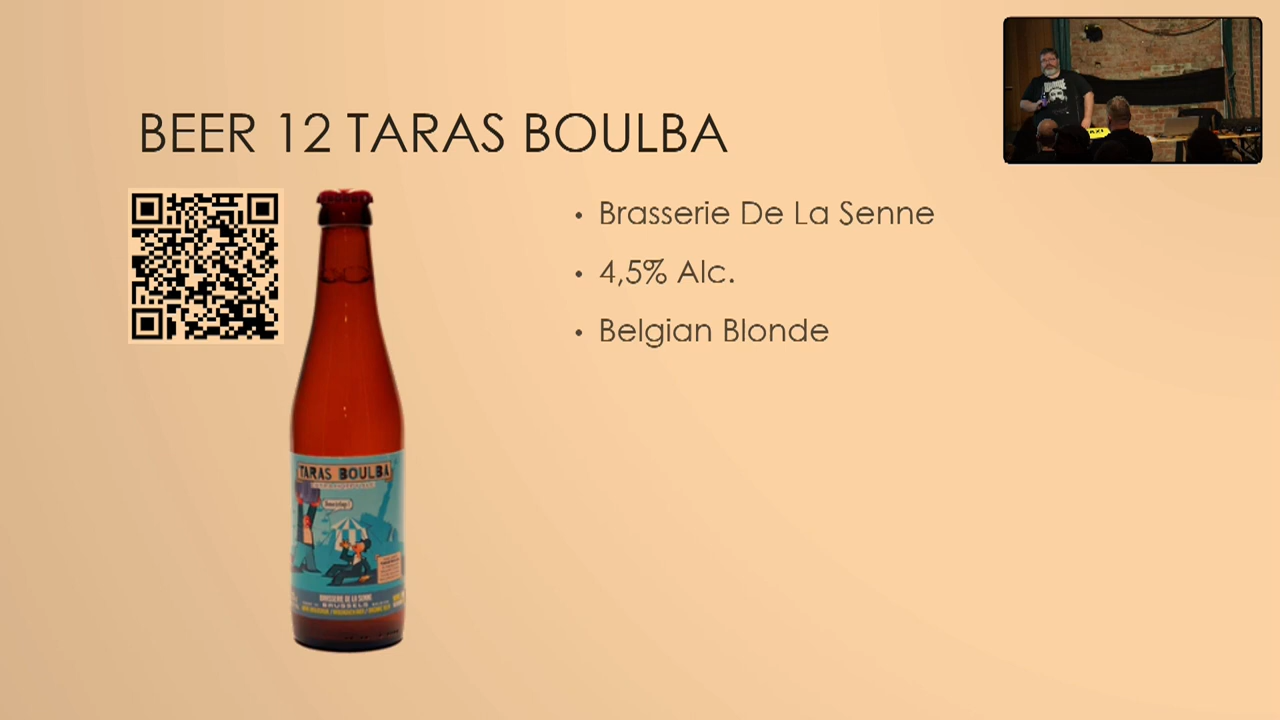 BEER 12 TARAS BOULBA
• Brasserie De La Senne
• 4,5% Alc.
• Belgian Blonde
TARAS BOULBA
BRASSERIE DE LA SENNE
BRUSSELS